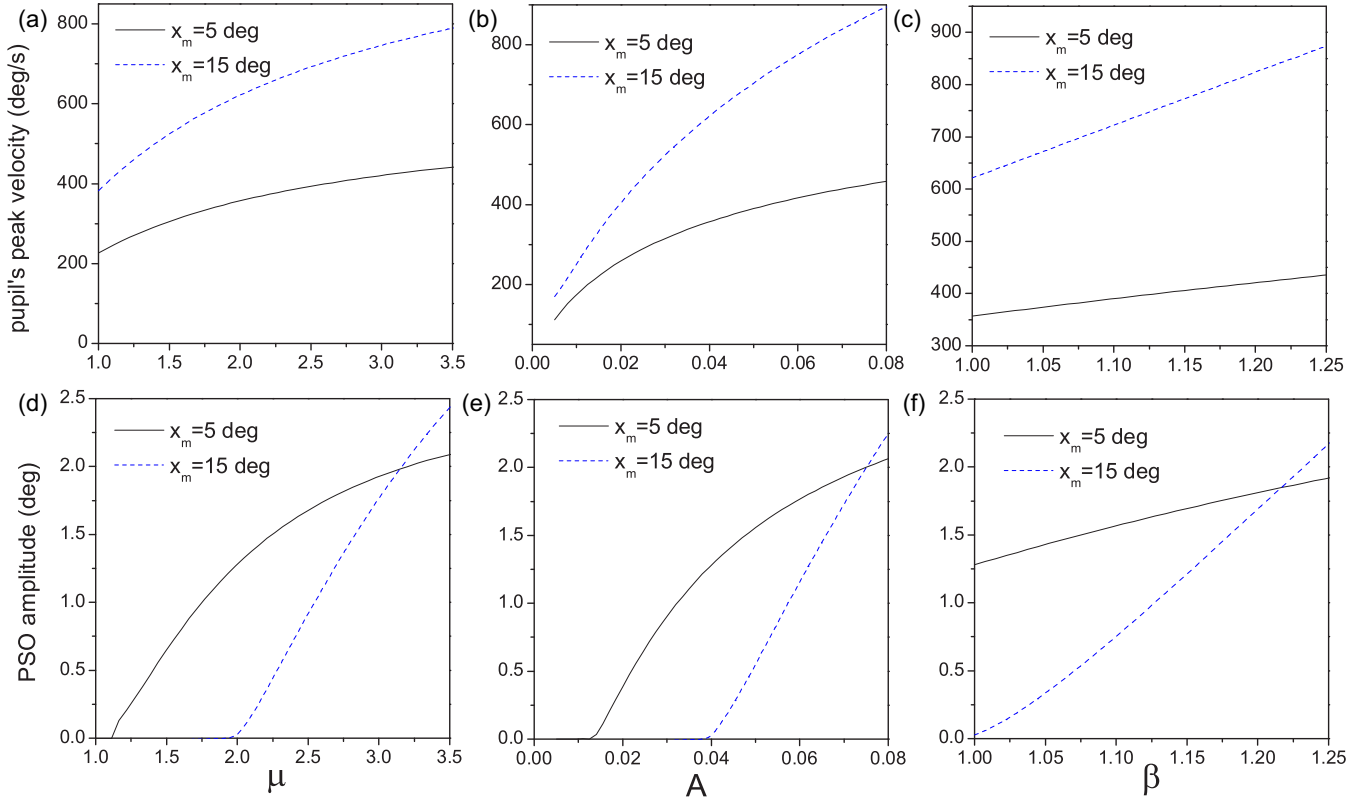 (a)
x_m=5 deg
x_m=15 deg
pupil's peak velocity (deg/s)
800
600
400
200
0
1.0 1.5 2.0 2.5 3.0 3.5
(b)
x_m=5 deg
x_m=15 deg
800
600
400
200
0.00 0.02 0.04 0.06 0.08
(c)
x_m=5 deg
x_m=15 deg
900
800
700
600
500
400
300
1.00 1.05 1.10 1.15 1.20 1.25
(d)
x_m=5 deg
x_m=15 deg
PSO amplitude (deg)
2.5
2.0
1.5
1.0
0.5
0.0
1.0 1.5 2.0 2.5 3.0 3.5
μ
(e)
x_m=5 deg
x_m=15 deg
2.5
2.0
1.5
1.0
0.5
0.0
0.00 0.02 0.04 0.06 0.08
A
(f)
x_m=5 deg
x_m=15 deg
2.5
2.0
1.5
1.0
0.5
0.0
1.00 1.05 1.10 1.15 1.20 1.25
β